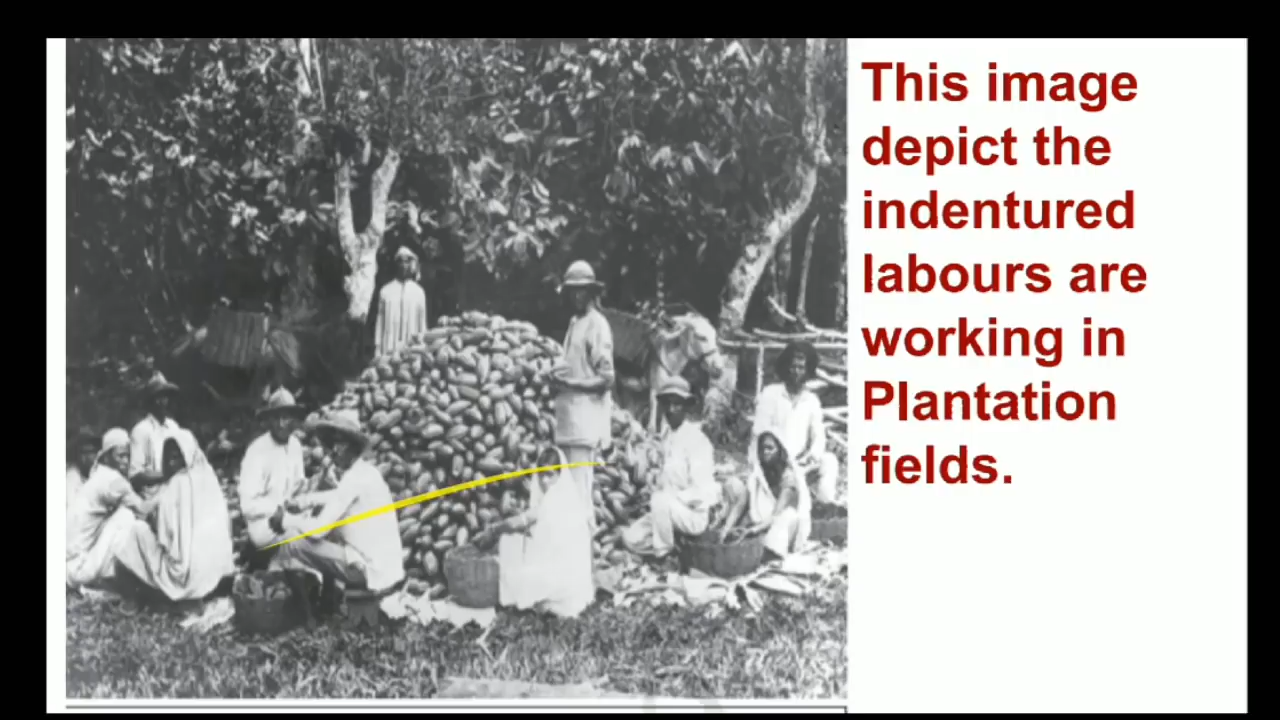 This image
depict the
indentured
labours are
working in
Plantation
fields.